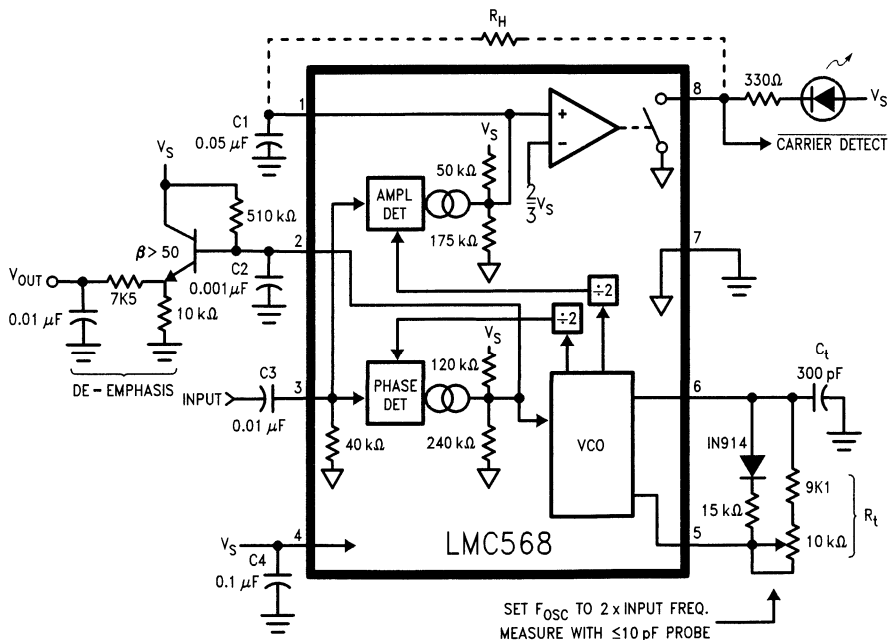 R_H
1
8
330Ω
V_S
C1
0.05 µF
CARRIER DETECT
+
−
2/3 V_S
V_S
50 kΩ
AMPL
DET
175 kΩ
V_S
510 kΩ
β> 50
2
C2
0.001 µF
V_OUT
7K5
10 kΩ
0.01 µF
DE - EMPHASIS
7
÷2
÷2
V_S
120 kΩ
PHASE
DET
240 kΩ
INPUT
C3
0.01 µF
3
40 kΩ
VCO
6
C_t
300 pF
IN914
9K1
15 kΩ
R_t
10 kΩ
5
V_S
4
C4
0.1 µF
LMC568
SET F_OSC TO 2 x INPUT FREQ.
MEASURE WITH ≤10 pF PROBE